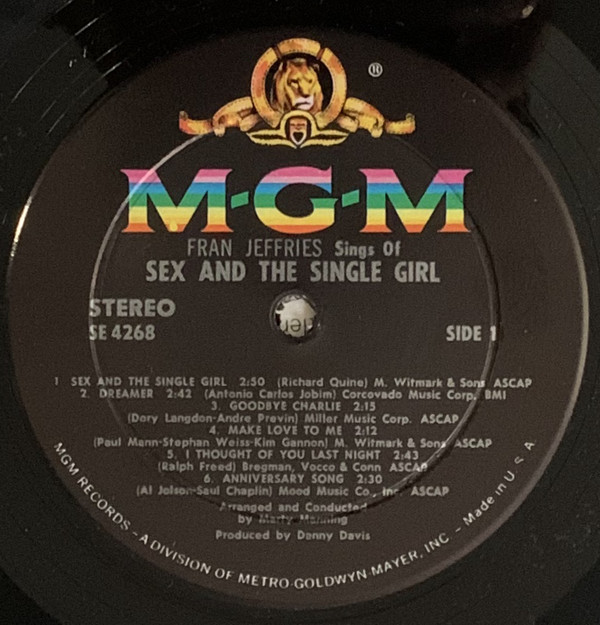 ®
M-G-M
FRAN JEFFRIES Sings Of
SEX AND THE SINGLE GIRL
STEREO
SE 4268
SIDE 1
1 SEX AND THE SINGLE GIRL 2:50 (Richard Quine) M. Witmark & Sons ASCAP
2. DREAMER 2:42 (Antonio Carlos Jobim) Corcovado Music Corp. BMI
3. GOODBYE CHARLIE 2:15
(Dory Langdon-Andre Previn) Miller Music Corp. ASCAP
4. MAKE LOVE TO ME 2:12
(Paul Mann-Stephan Weiss-Kim Gannon) M. Witmark & Sons ASCAP
5. I THOUGHT OF YOU LAST NIGHT 2:43
(Ralph Freed) Bregman, Vocco & Conn ASCAP
6. ANNIVERSARY SONG 2:30
(Al Jolson-Saul Chaplin) Mood Music Co., Inc. ASCAP
Arranged and Conducted
by Marty Manning
Produced by Danny Davis
MGM RECORDS – A DIVISION OF METRO-GOLDWYN-MAYER, INC. – Made in U.S.A.